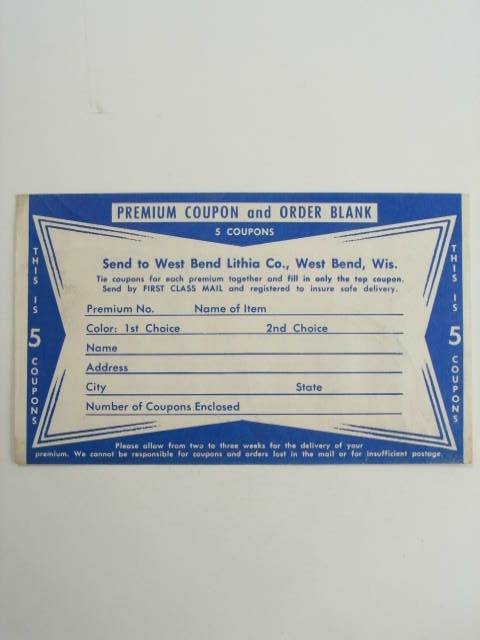 PREMIUM COUPON and ORDER BLANK
5 COUPONS
THIS IS 5 COUPONS
Send to West Bend Lithia Co., West Bend, Wis.
Tie coupons for each premium together and fill in only the top coupon.
Send by FIRST CLASS MAIL and registered to insure safe delivery.
Premium No. Name of Item
Color: 1st Choice 2nd Choice
Name
Address
City State
Number of Coupons Enclosed
THIS IS 5 COUPONS
Please allow from two to three weeks for the delivery of your
premium. We cannot be responsible for coupons and orders lost in the mail or for insufficient postage.